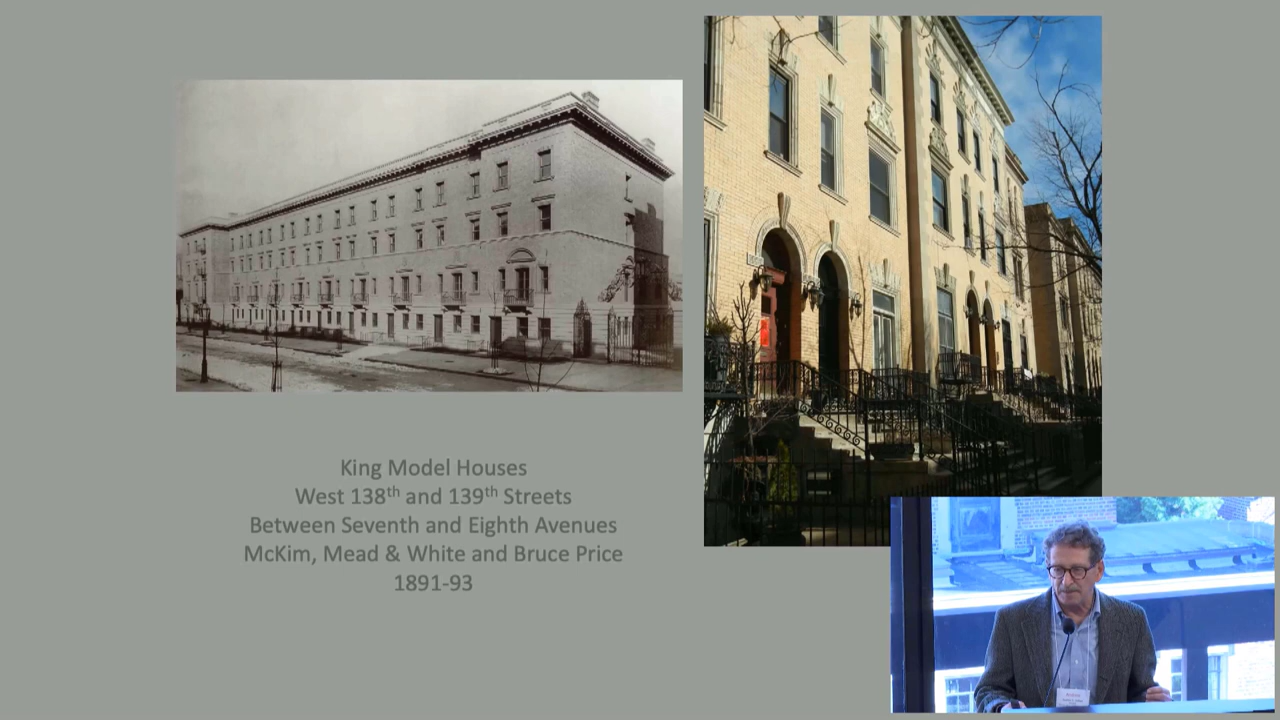 King Model Houses
West 138th and 139th Streets
Between Seventh and Eighth Avenues
McKim, Mead & White and Bruce Price
1891-93